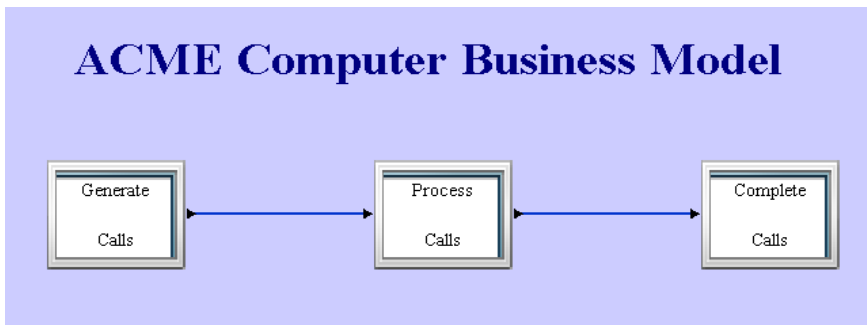 ACME Computer Business Model
Generate
Calls
Process
Calls
Complete
Calls